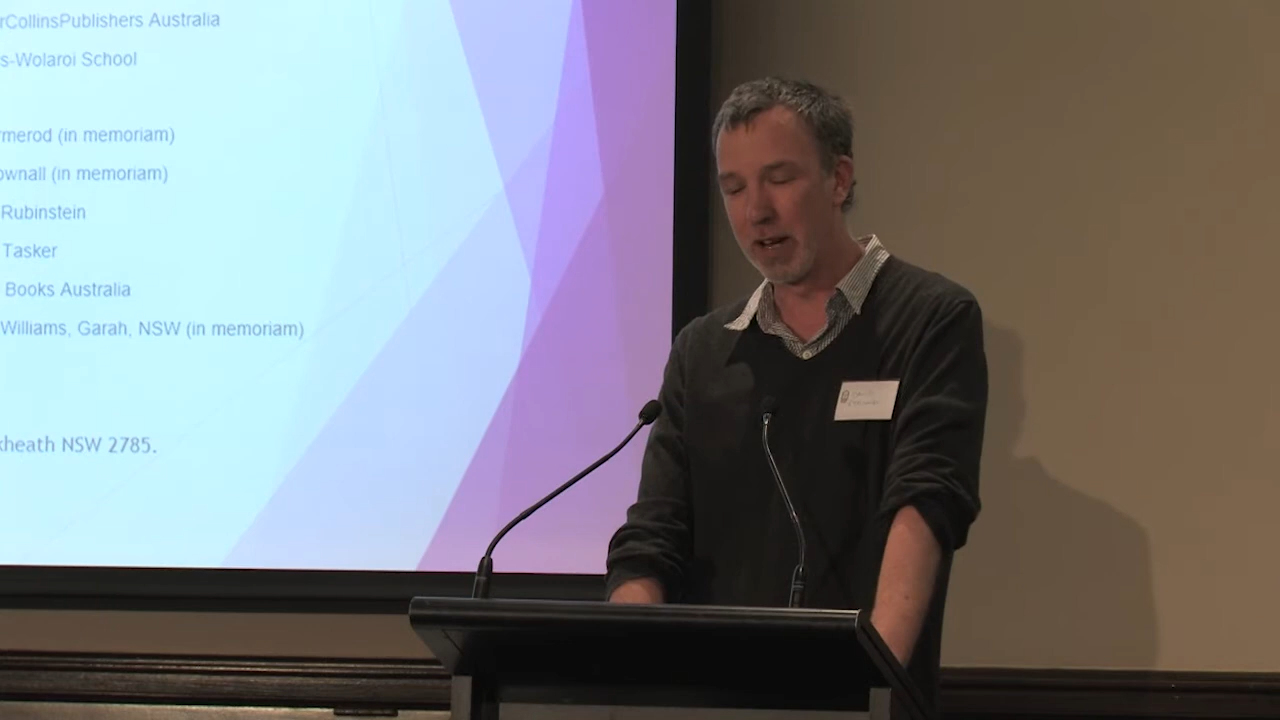 rCollinsPublishers Australia
s-Wolaroi School
rmerod (in memoriam)
ownall (in memoriam)
Rubinstein
Tasker
Books Australia
Williams, Garah, NSW (in memoriam)
kheath NSW 2785.